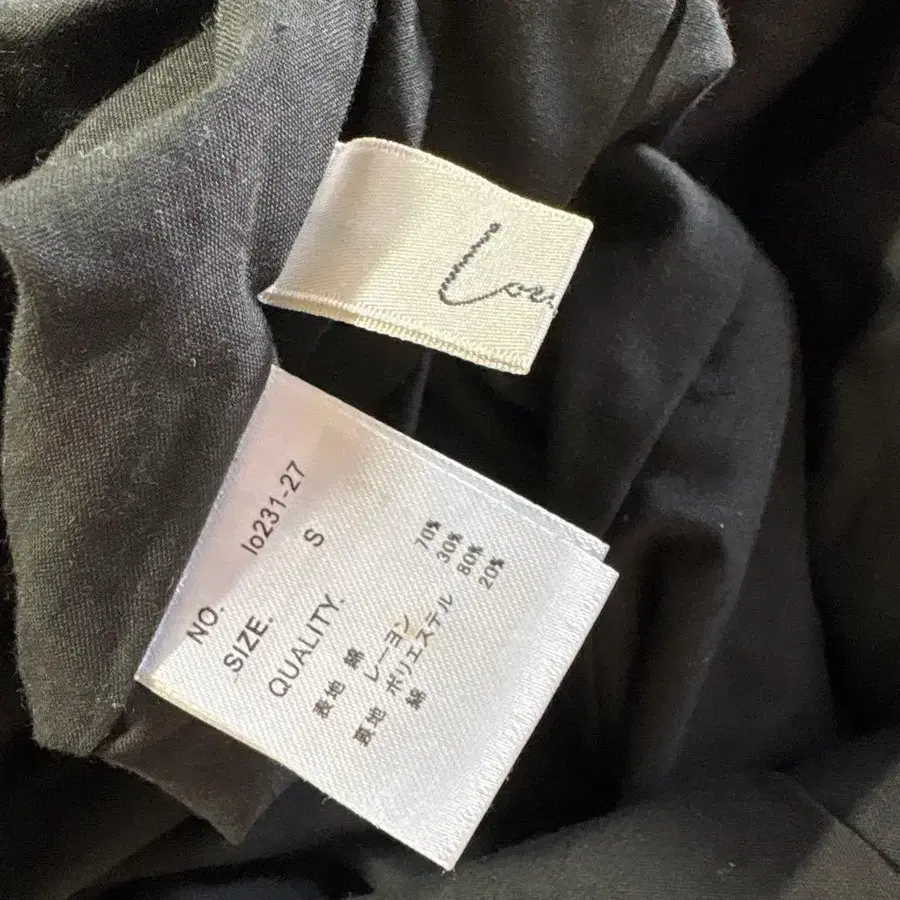 NO. lo231-27
SIZE. S
QUALITY.
表地 綿 70%
レーヨン 30%
裏地 ポリエステル 80%
綿 20%